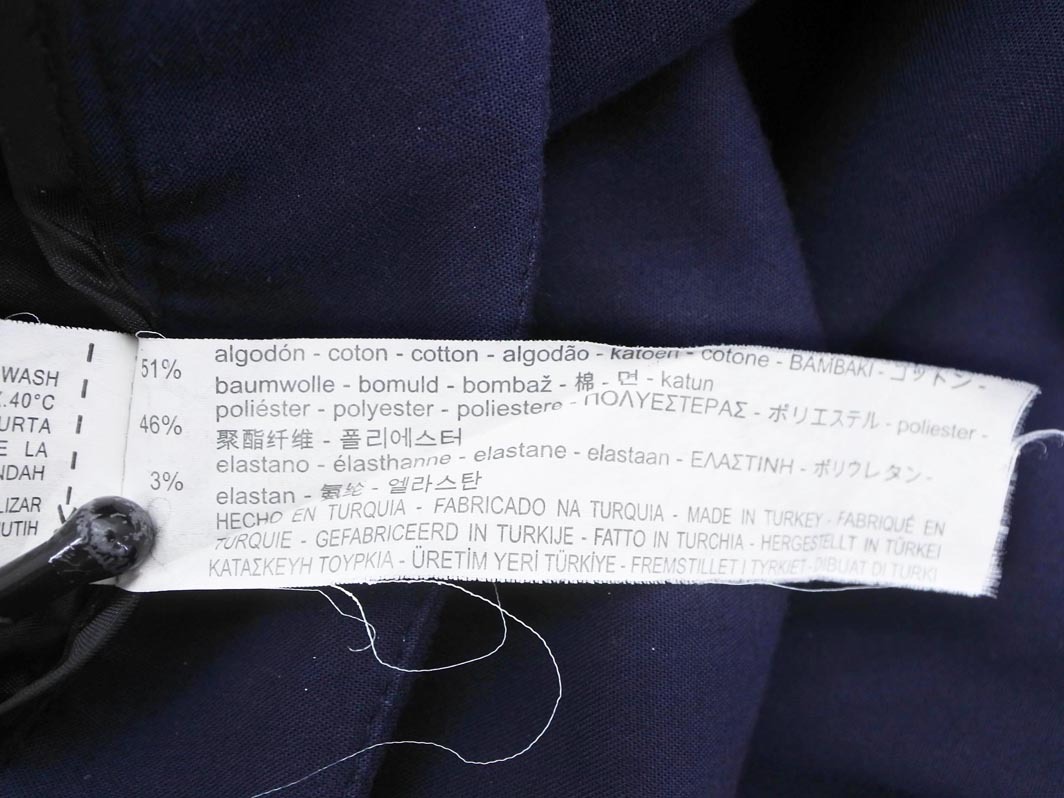 WASH
.40°C
URTA
E LA
NDAH
IZAR
UTIH
51% algodón - coton - cotton - algodão - katoen - cotone - ΒΑΜΒΑΚΙ - コットン -
baumwolle - bomuld - bombaž - 棉 - 면 - katun
46% poliéster - polyester - poliestere - ΠΟΛΥΕΣΤΕΡΑΣ - ポリエステル - poliester -
聚酯纤维 - 폴리에스터
3% elastano - élasthanne - elastane - elastaan - ΕΛΑΣΤΙΝΗ - ポリウレタン -
elastan - 氨纶 - 엘라스탄
HECHO EN TURQUIA - FABRICADO NA TURQUIA - MADE IN TURKEY - FABRIQUÉ EN
TURQUIE - GEFABRICEERD IN TURKIJE - FATTO IN TURCHIA - HERGESTELLT IN TÜRKEI
ΚΑΤΑΣΚΕΥΗ ΤΟΥΡΚΙΑ - ÜRETİM YERİ TÜRKİYE - FREMSTILLET I TYRKIET - DIBUAT DI TURKI